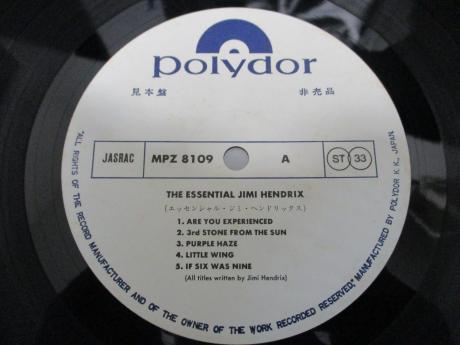 polydor
見本盤 非売品
JASRAC MPZ 8109 A ST 33
THE ESSENTIAL JIMI HENDRIX
(エッセンシャル・ジミ・ヘンドリックス)
1. ARE YOU EXPERIENCED
2. 3rd STONE FROM THE SUN
3. PURPLE HAZE
4. LITTLE WING
5. IF SIX WAS NINE
(All titles written by Jimi Hendrix)
"ALL RIGHTS OF THE RECORD MANUFACTURER AND OF THE OWNER OF THE WORK RECORDED RESERVED," MANUFACTURED BY POLYDOR K. K., JAPAN.